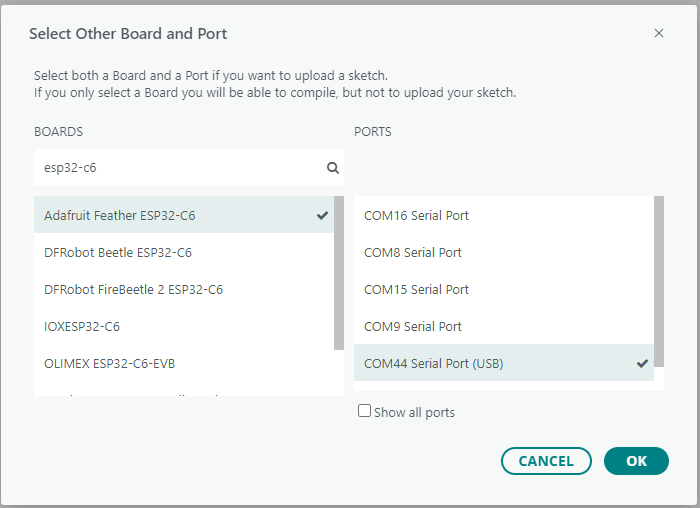 Select Other Board and Port
Select both a Board and a Port if you want to upload a sketch.
If you only select a Board you will be able to compile, but not to upload your sketch.
BOARDS
esp32-c6
Adafruit Feather ESP32-C6
DFRobot Beetle ESP32-C6
DFRobot FireBeetle 2 ESP32-C6
IOXESP32-C6
OLIMEX ESP32-C6-EVB
PORTS
COM16 Serial Port
COM8 Serial Port
COM15 Serial Port
COM9 Serial Port
COM44 Serial Port (USB)
Show all ports
CANCEL
OK